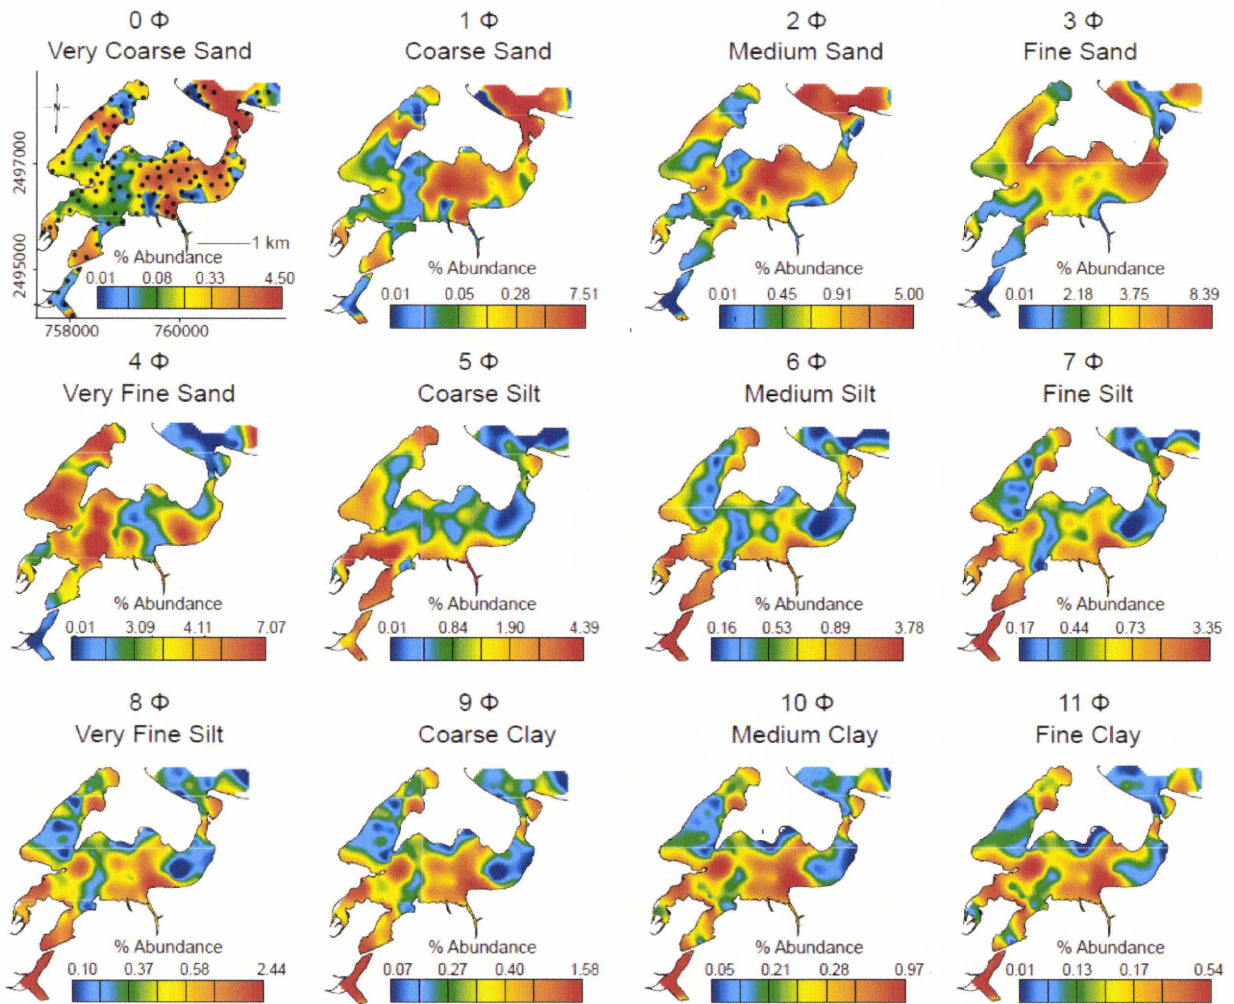 0 Φ
Very Coarse Sand
1 Φ
Coarse Sand
2 Φ
Medium Sand
3 Φ
Fine Sand
N
2497000
2495000
1 km
758000
760000
% Abundance
0.01 0.08 0.33 4.50
% Abundance
0.01 0.05 0.28 7.51
% Abundance
0.01 0.45 0.91 5.00
% Abundance
0.01 2.18 3.75 8.39
4 Φ
Very Fine Sand
5 Φ
Coarse Silt
6 Φ
Medium Silt
7 Φ
Fine Silt
% Abundance
0.01 3.09 4.11 7.07
% Abundance
0.01 0.84 1.90 4.39
% Abundance
0.16 0.53 0.89 3.78
% Abundance
0.17 0.44 0.73 3.35
8 Φ
Very Fine Silt
9 Φ
Coarse Clay
10 Φ
Medium Clay
11 Φ
Fine Clay
% Abundance
0.10 0.37 0.58 2.44
% Abundance
0.07 0.27 0.40 1.58
% Abundance
0.05 0.21 0.28 0.97
% Abundance
0.01 0.13 0.17 0.54